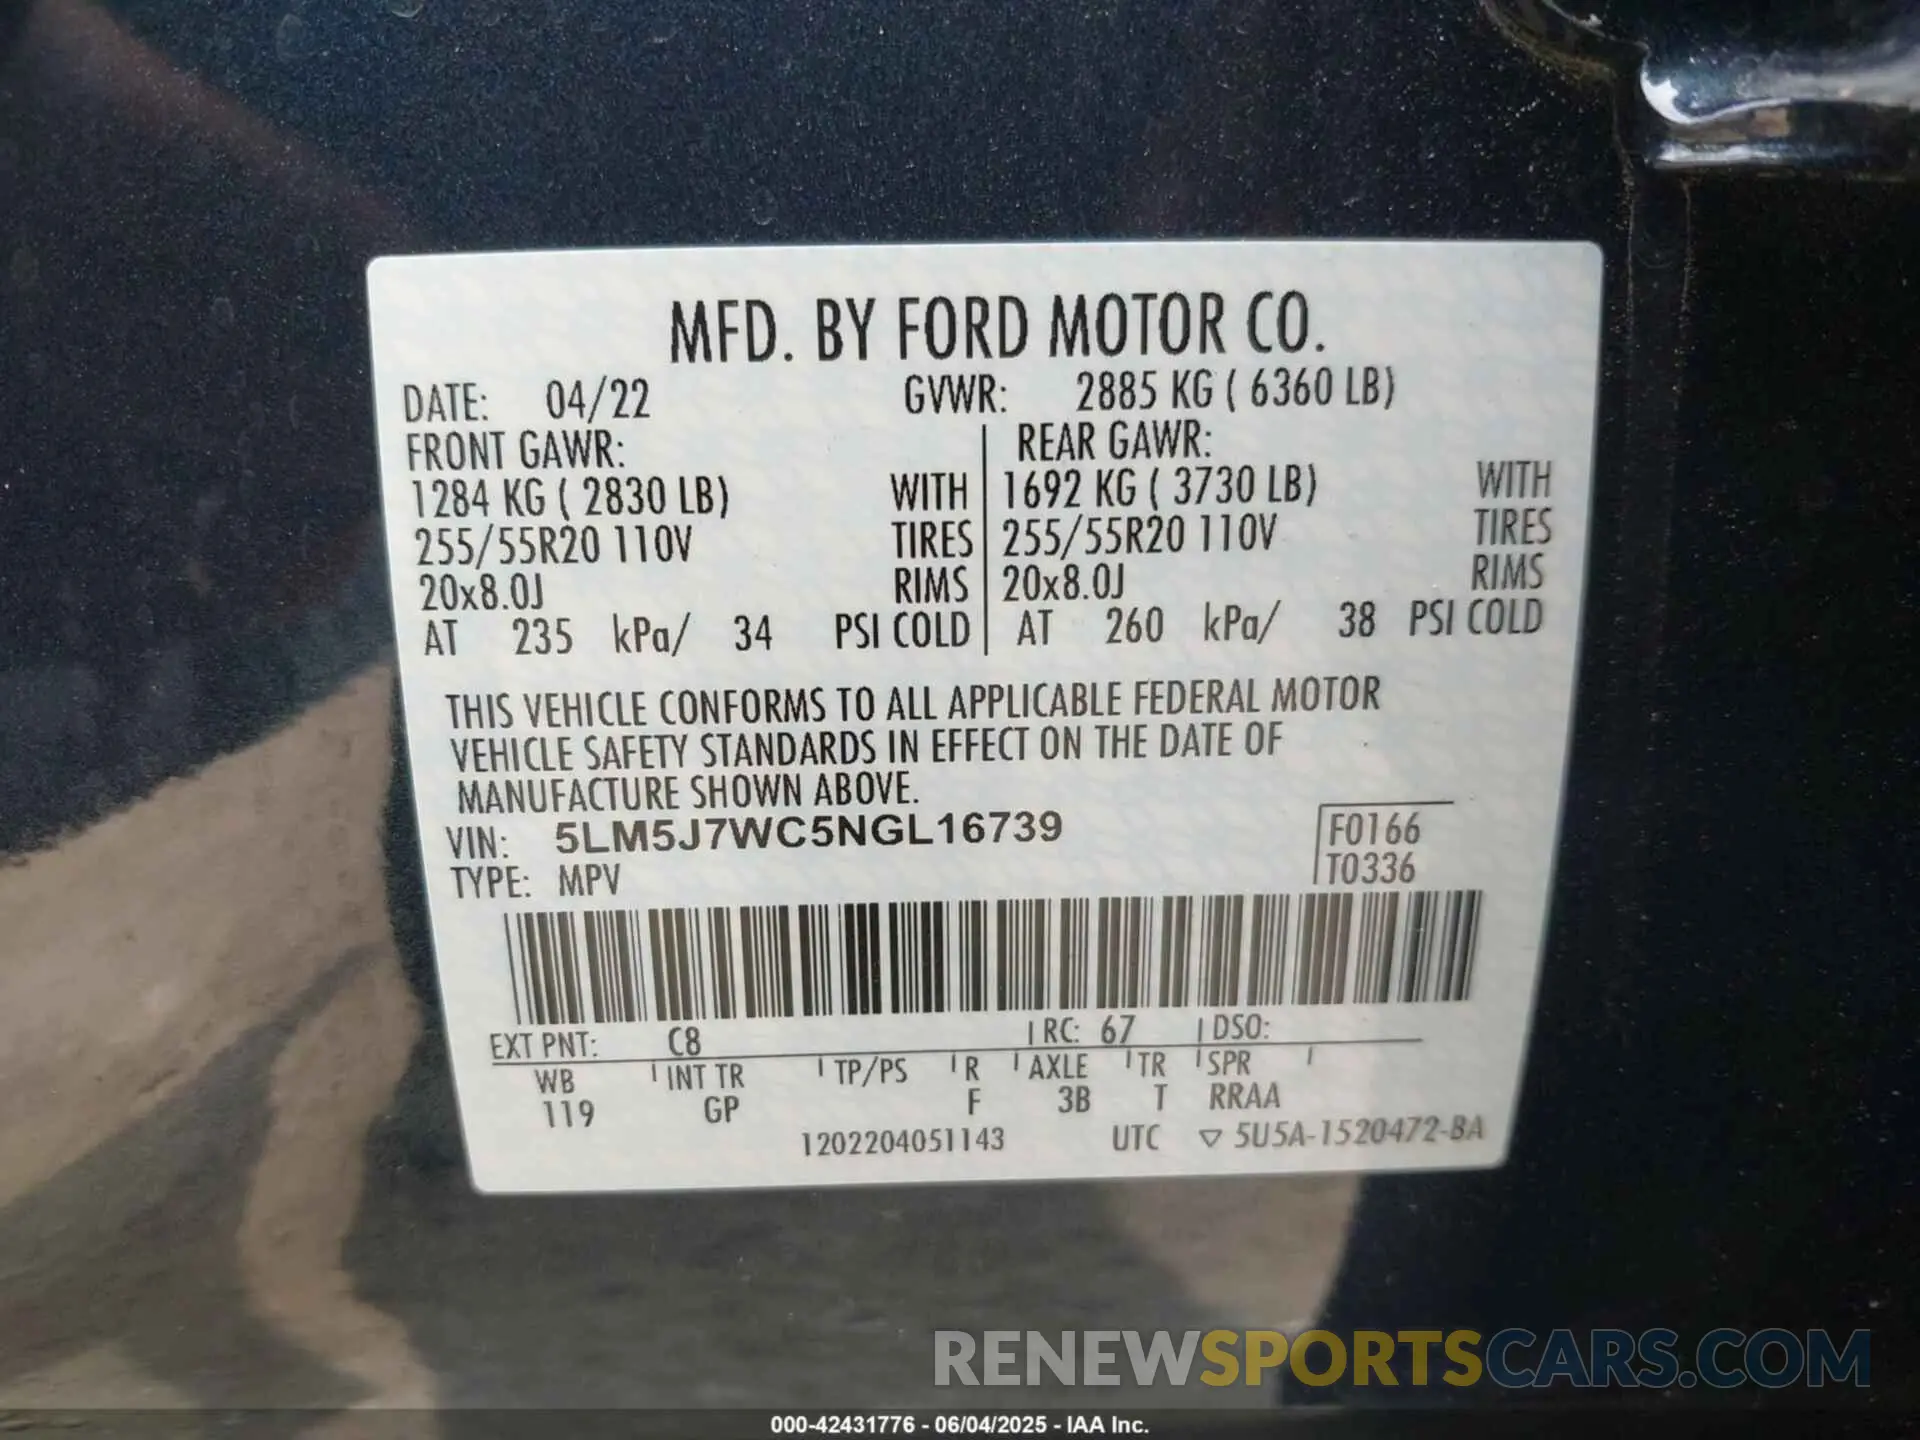 MFD. BY FORD MOTOR CO.
DATE: 04/22 GVWR: 2885 KG ( 6360 LB)
FRONT GAWR: REAR GAWR:
1284 KG ( 2830 LB) WITH 1692 KG ( 3730 LB) WITH
255/55R20 110V TIRES 255/55R20 110V TIRES
20x8.0J RIMS 20x8.0J RIMS
AT 235 kPa/ 34 PSI COLD AT 260 kPa/ 38 PSI COLD
THIS VEHICLE CONFORMS TO ALL APPLICABLE FEDERAL MOTOR
VEHICLE SAFETY STANDARDS IN EFFECT ON THE DATE OF
MANUFACTURE SHOWN ABOVE.
VIN: 5LM5J7WC5NGL16739 F0166
TYPE: MPV T0336
EXT PNT: C8 RC: 67 DSO:
WB INT TR TP/PS R AXLE TR SPR
119 GP F 3B T RRAA
1202204051143 UTC ▽ 5U5A-1520472-BA
RENEWSPORTSCARS.COM
000-42431776 - 06/04/2025 - IAA Inc.